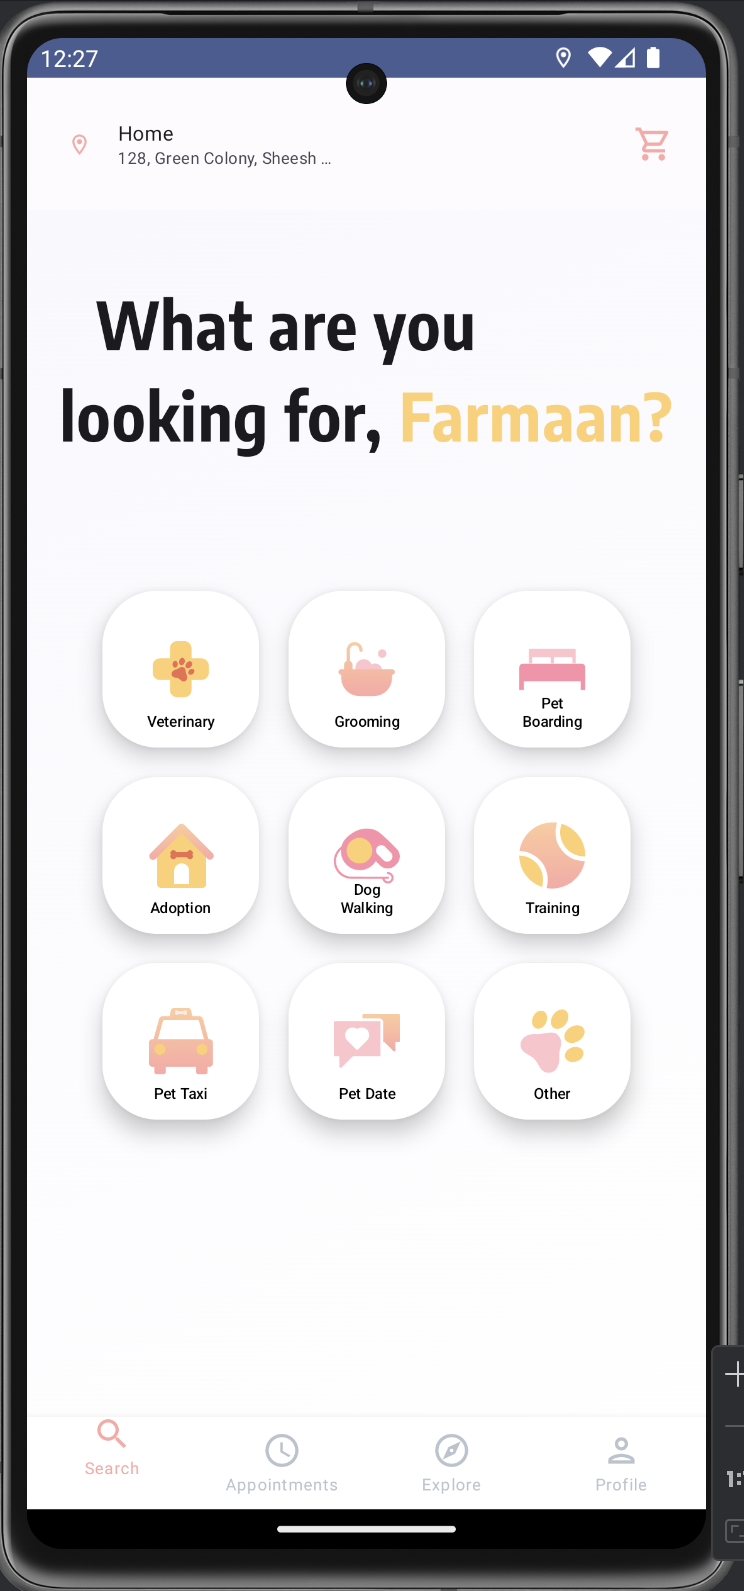 12:27
Home
128, Green Colony, Sheesh ...
What are you
looking for, Farmaan?
Veterinary
Grooming
Pet
Boarding
Adoption
Dog
Walking
Training
Pet Taxi
Pet Date
Other
Search
Appointments
Explore
Profile